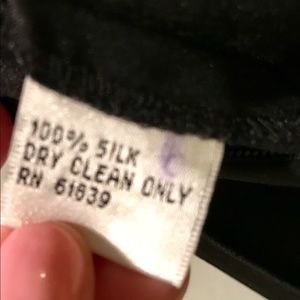 100% SILK
DRY CLEAN ONLY
RN 61639